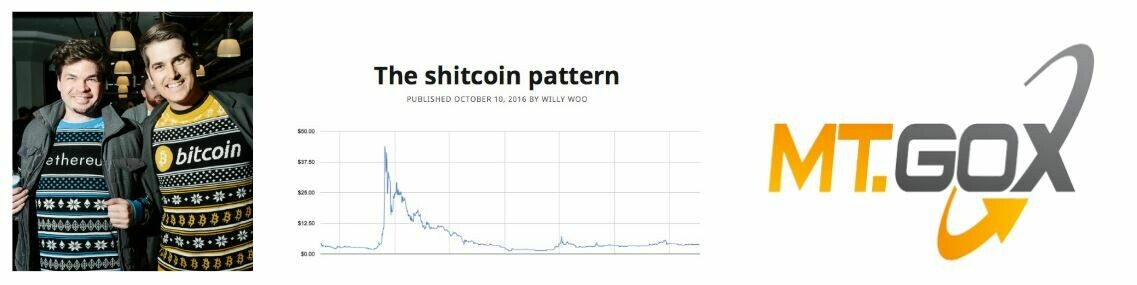 ethereu
bitcoin
The shitcoin pattern
PUBLISHED OCTOBER 10, 2016 BY WILLY WOO
$50.00
$37.50
$25.00
$12.50
$0.00
MT.GOX